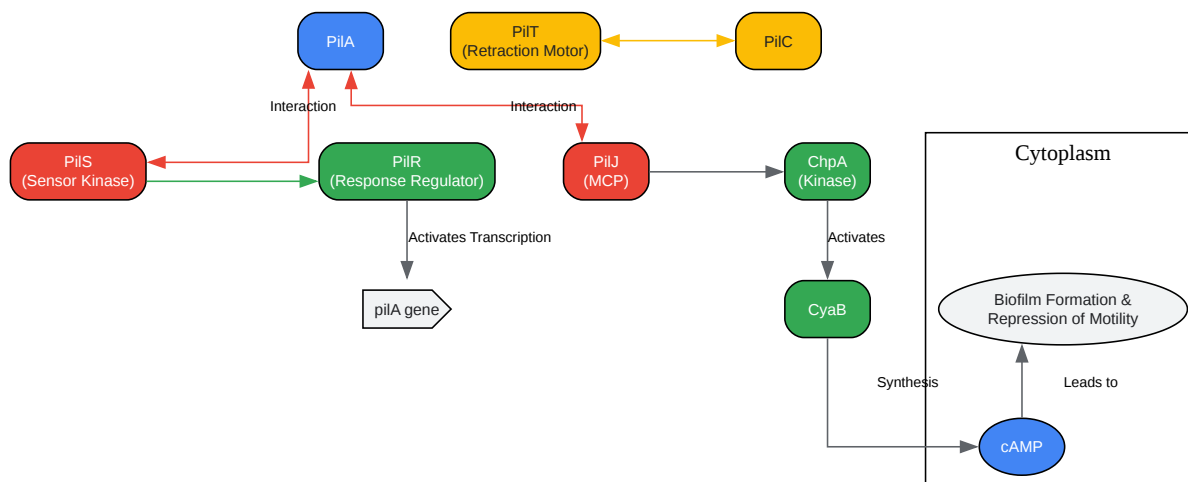 PilA
PilT
(Retraction Motor)
PilC
Interaction
Interaction
PilS
(Sensor Kinase)
PilR
(Response Regulator)
PilJ
(MCP)
ChpA
(Kinase)
Cytoplasm
Activates Transcription
Activates
pilA gene
CyaB
Biofilm Formation &
Repression of Motility
Synthesis
Leads to
cAMP